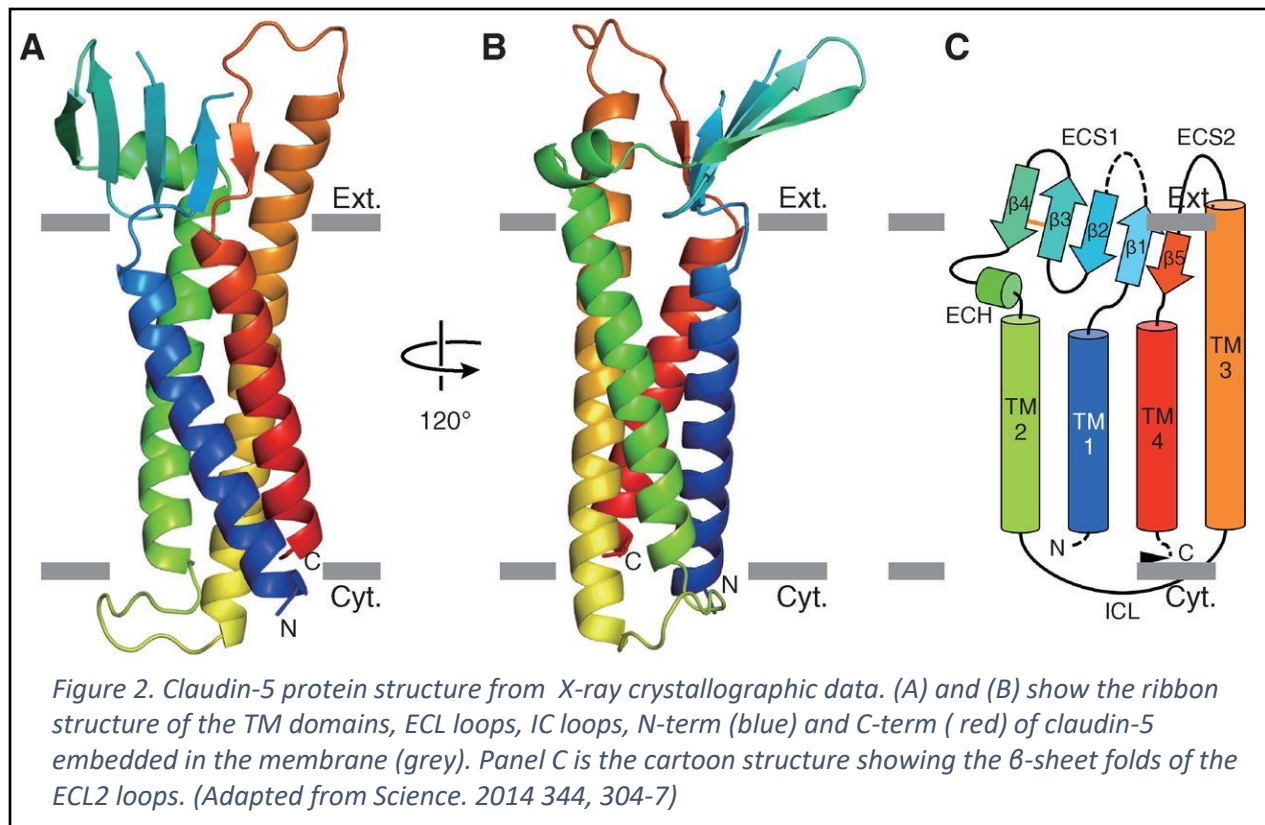 A
B
C
ECS1
ECS2
Ext.
Ext.
Ext.
β4
β3
β2
β1
β5
ECH
120°
TM
2
TM
1
TM
4
TM
3
N
C
C
N
N
C
Cyt.
Cyt.
Cyt.
ICL
Figure 2. Claudin-5 protein structure from X-ray crystallographic data. (A) and (B) show the ribbon
structure of the TM domains, ECL loops, IC loops, N-term (blue) and C-term ( red) of claudin-5
embedded in the membrane (grey). Panel C is the cartoon structure showing the β-sheet folds of the
ECL2 loops. (Adapted from Science. 2014 344, 304-7)